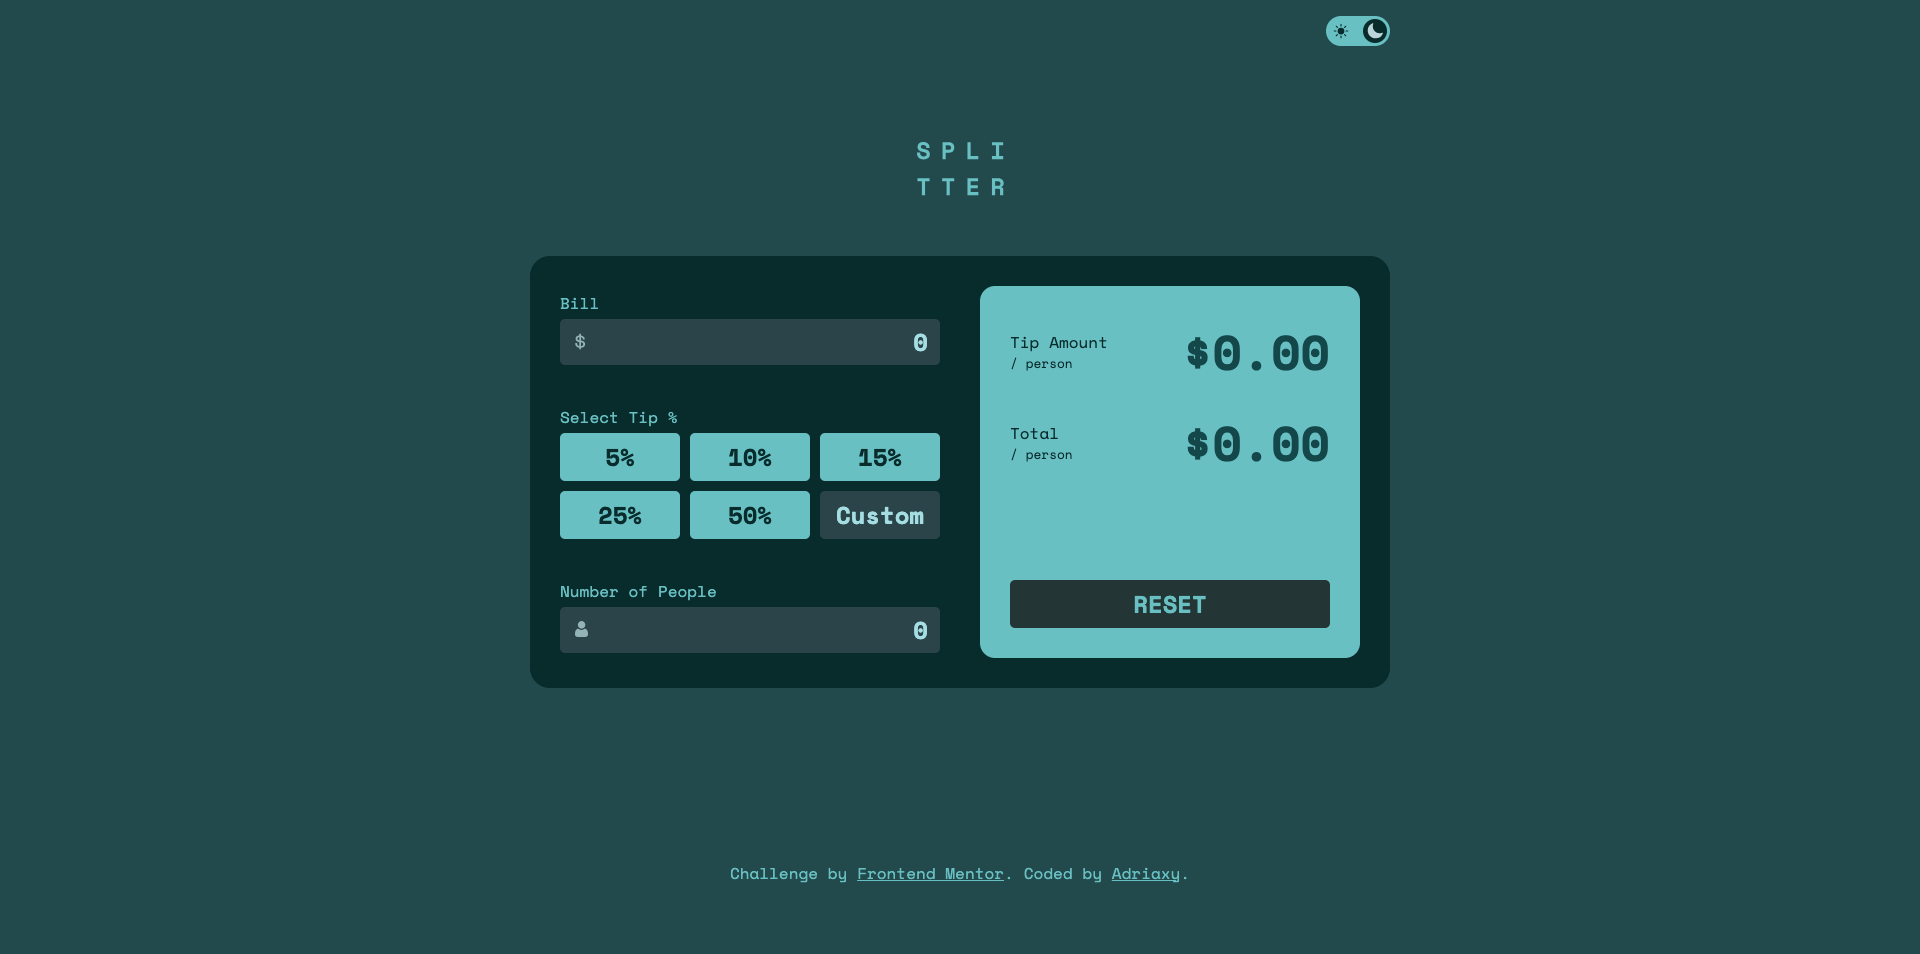 SPLI
TTER
Bill
$ 0
Select Tip %
5% 10% 15%
25% 50% Custom
Number of People
0
Tip Amount
/ person
$0.00
Total
/ person
$0.00
RESET
Challenge by Frontend Mentor. Coded by Adriaxy.